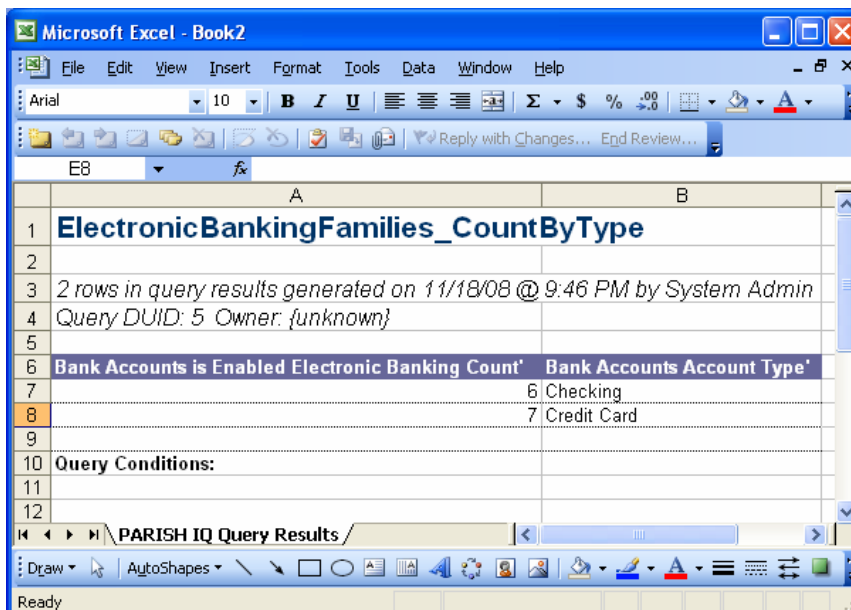 Microsoft Excel - Book2
File Edit View Insert Format Tools Data Window Help
Arial 10 B I U Σ $ % .00 .0 A
Reply with Changes... End Review...
E8 fx
A B
1 ElectronicBankingFamilies_CountByType
2
3 2 rows in query results generated on 11/18/08 @ 9:46 PM by System Admin
4 Query DUID: 5 Owner: {unknown}
5
6 Bank Accounts is Enabled Electronic Banking Count' Bank Accounts Account Type'
7 6 Checking
8 7 Credit Card
9
10 Query Conditions:
11
12
PARISH IQ Query Results
Draw AutoShapes A A A
Ready